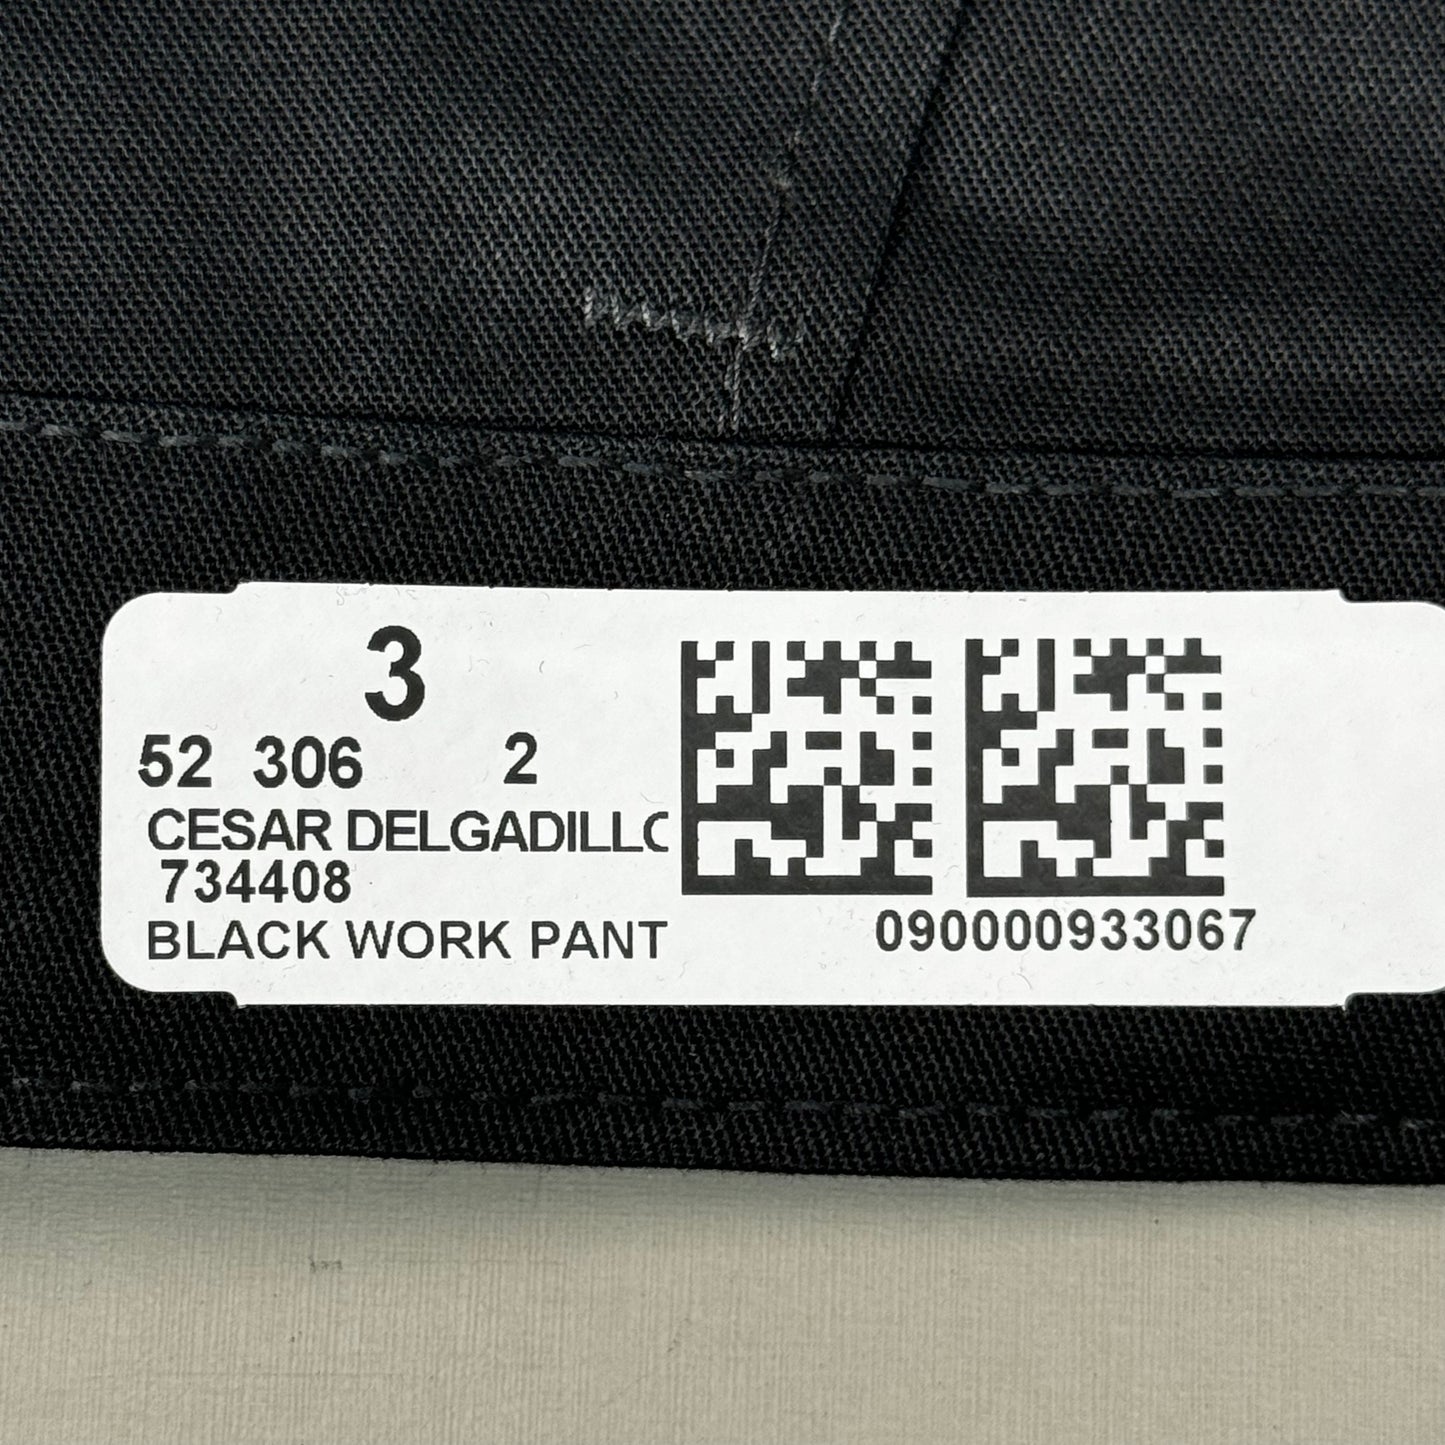 3
52 306 2
CESAR DELGADILLO
734408
BLACK WORK PANT
090000933067